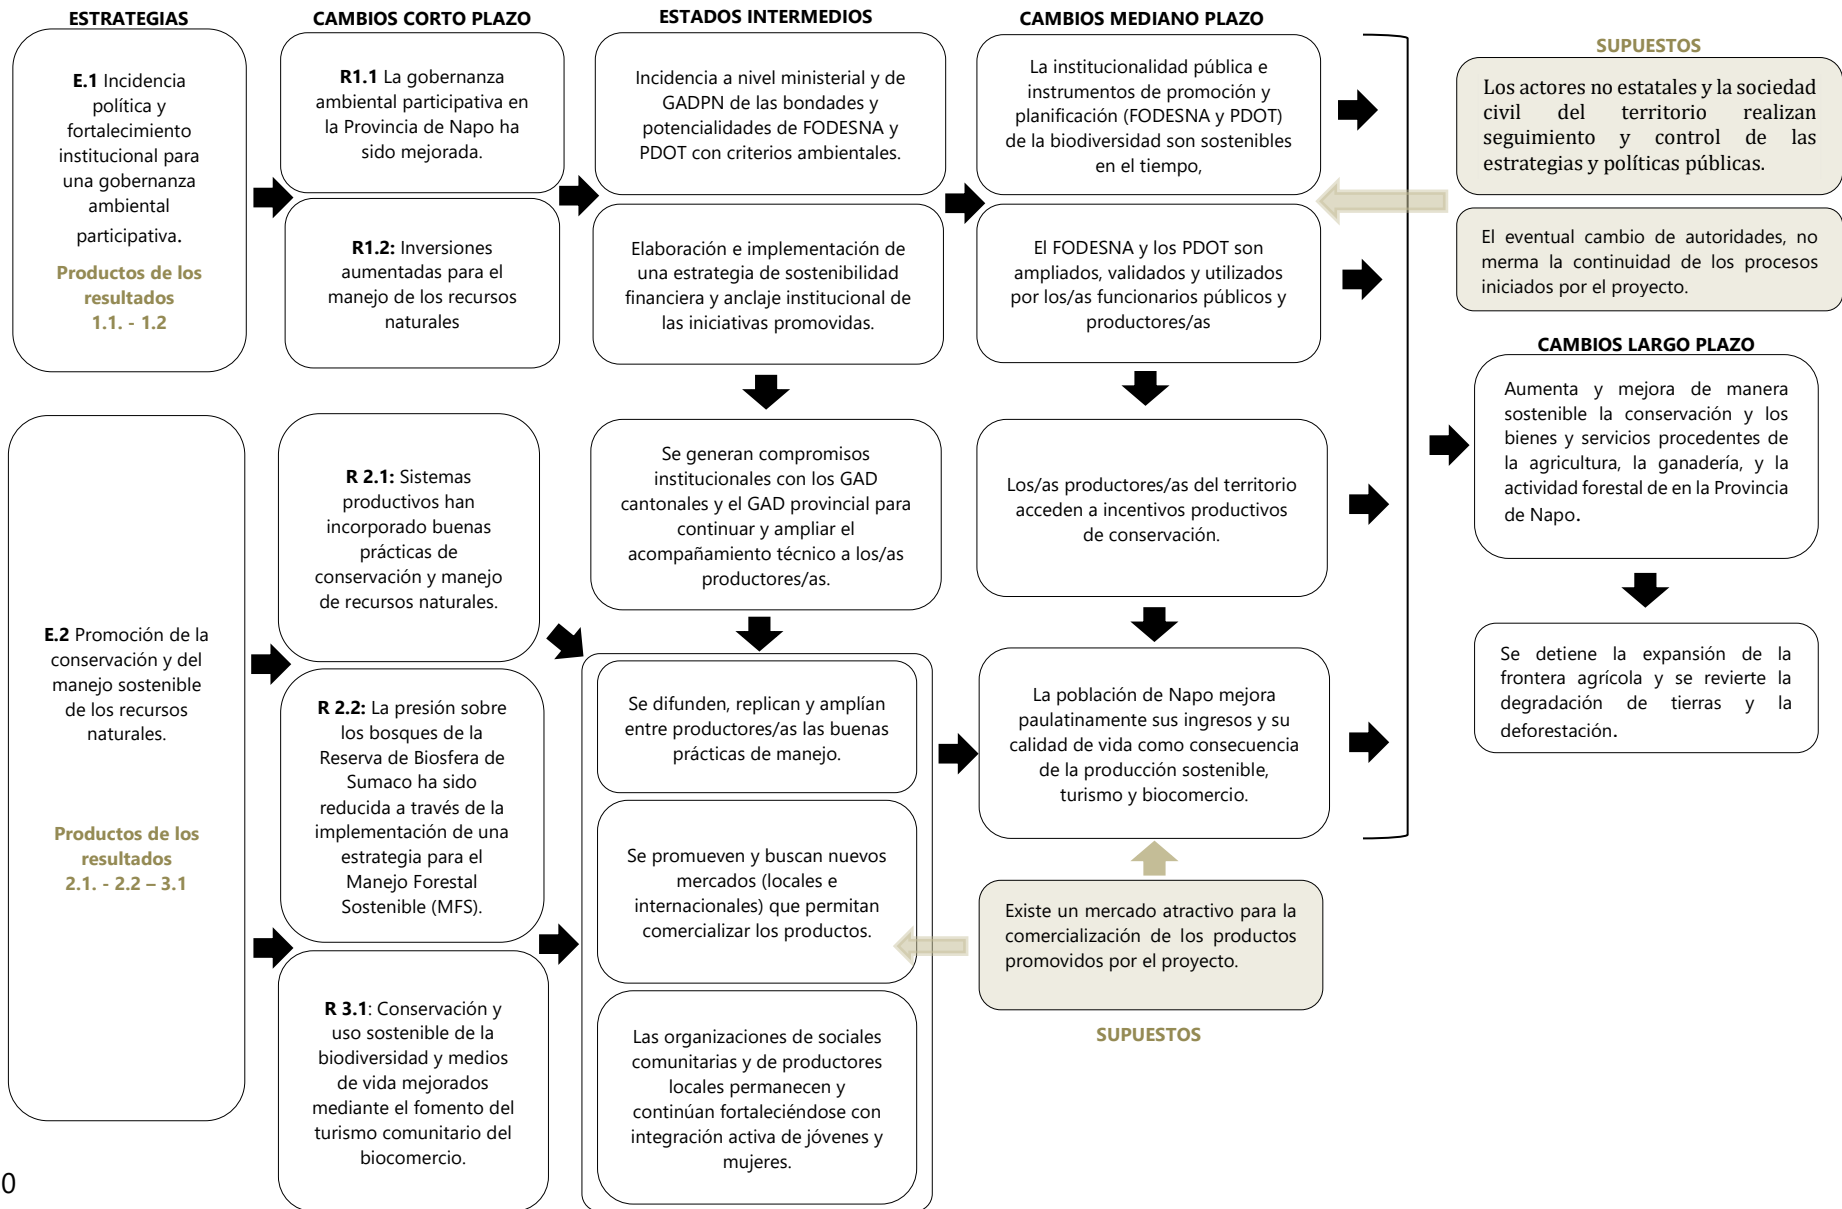 ESTRATEGIAS
E.1 Incidencia
política y
fortalecimiento
institucional para
una gobernanza
ambiental
participativa.
Productos de los
resultados
1.1. - 1.2
E.2 Promoción de la
conservación y del
manejo sostenible
de los recursos
naturales.
Productos de los
resultados
2.1. - 2.2 – 3.1
CAMBIOS CORTO PLAZO
R1.1 La gobernanza
ambiental participativa en
la Provincia de Napo ha
sido mejorada.
R1.2: Inversiones
aumentadas para el
manejo de los recursos
naturales
R 2.1: Sistemas
productivos han
incorporado buenas
prácticas de
conservación y manejo
de recursos naturales.
R 2.2: La presión sobre
los bosques de la
Reserva de Biosfera de
Sumaco ha sido
reducida a través de la
implementación de una
estrategia para el
Manejo Forestal
Sostenible (MFS).
R 3.1: Conservación y
uso sostenible de la
biodiversidad y medios
de vida mejorados
mediante el fomento del
turismo comunitario del
biocomercio.
ESTADOS INTERMEDIOS
Incidencia a nivel ministerial y de
GADPN de las bondades y
potencialidades de FODESNA y
PDOT con criterios ambientales.
Elaboración e implementación de
una estrategia de sostenibilidad
financiera y anclaje institucional de
las iniciativas promovidas.
Se generan compromisos
institucionales con los GAD
cantonales y el GAD provincial para
continuar y ampliar el
acompañamiento técnico a los/as
productores/as.
Se difunden, replican y amplían
entre productores/as las buenas
prácticas de manejo.
Se promueven y buscan nuevos
mercados (locales e
internacionales) que permitan
comercializar los productos.
Las organizaciones de sociales
comunitarias y de productores
locales permanecen y
continúan fortaleciéndose con
integración activa de jóvenes y
mujeres.
CAMBIOS MEDIANO PLAZO
La institucionalidad pública e
instrumentos de promoción y
planificación (FODESNA y PDOT)
de la biodiversidad son sostenibles
en el tiempo,
El FODESNA y los PDOT son
ampliados, validados y utilizados
por los/as funcionarios públicos y
productores/as
Los/as productores/as del territorio
acceden a incentivos productivos
de conservación.
La población de Napo mejora
paulatinamente sus ingresos y su
calidad de vida como consecuencia
de la producción sostenible,
turismo y biocomercio.
Existe un mercado atractivo para la
comercialización de los productos
promovidos por el proyecto.
SUPUESTOS
SUPUESTOS
Los actores no estatales y la sociedad
civil del territorio realizan
seguimiento y control de las
estrategias y políticas públicas.
El eventual cambio de autoridades, no
merma la continuidad de los procesos
iniciados por el proyecto.
CAMBIOS LARGO PLAZO
Aumenta y mejora de manera
sostenible la conservación y los
bienes y servicios procedentes de
la agricultura, la ganadería, y la
actividad forestal de en la Provincia
de Napo.
Se detiene la expansión de la
frontera agrícola y se revierte la
degradación de tierras y la
deforestación.
0